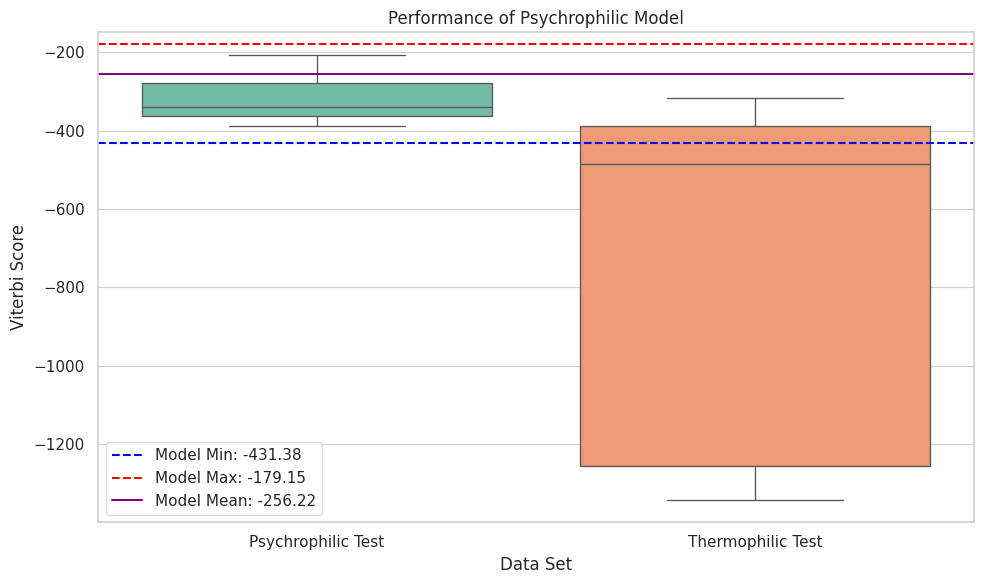 Performance of Psychrophilic Model
Viterbi Score
−200
−400
−600
−800
−1000
−1200
Model Min: -431.38
Model Max: -179.15
Model Mean: -256.22
Psychrophilic Test
Thermophilic Test
Data Set